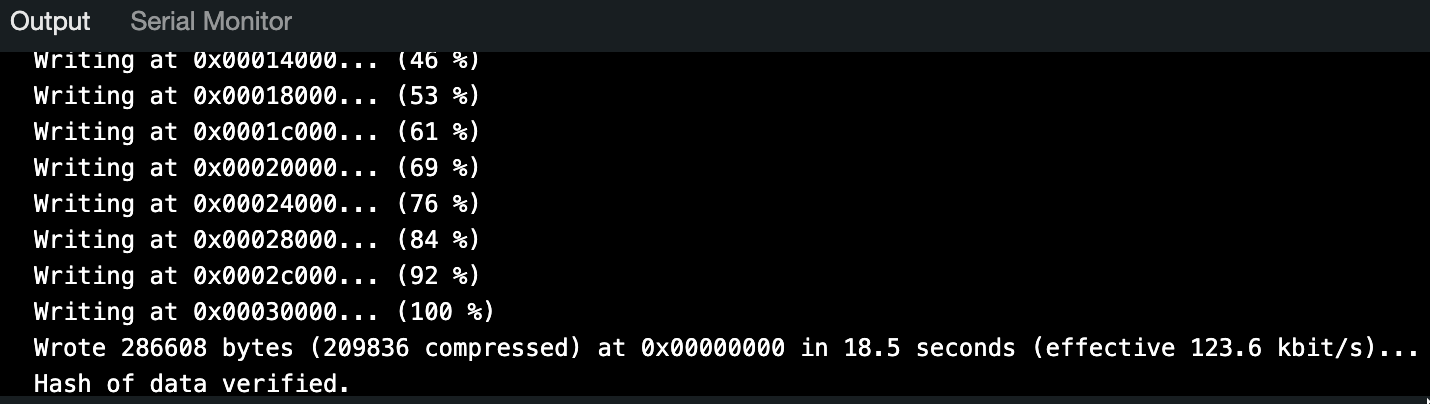 Output Serial Monitor
Writing at 0x00014000... (46 %)
Writing at 0x00018000... (53 %)
Writing at 0x0001c000... (61 %)
Writing at 0x00020000... (69 %)
Writing at 0x00024000... (76 %)
Writing at 0x00028000... (84 %)
Writing at 0x0002c000... (92 %)
Writing at 0x00030000... (100 %)
Wrote 286608 bytes (209836 compressed) at 0x00000000 in 18.5 seconds (effective 123.6 kbit/s)...
Hash of data verified.